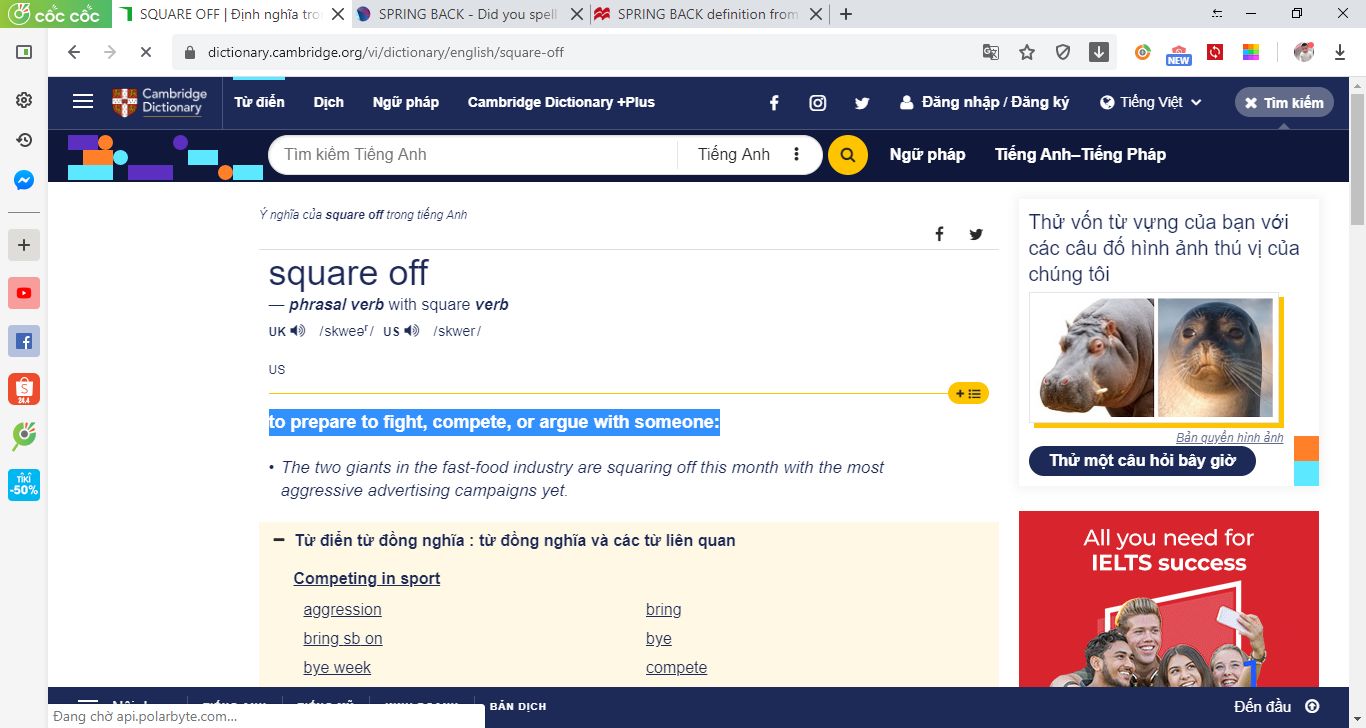 cốc cốc
SQUARE OFF | Định nghĩa tro
SPRING BACK - Did you spell
SPRING BACK definition from
dictionary.cambridge.org/vi/dictionary/english/square-off
NEW
Cambridge
Dictionary
Từ điển
Dịch
Ngữ pháp
Cambridge Dictionary +Plus
Đăng nhập / Đăng ký
Tiếng Việt
Tìm kiếm
Tìm kiếm Tiếng Anh
Tiếng Anh
Ngữ pháp
Tiếng Anh–Tiếng Pháp
Ý nghĩa của square off trong tiếng Anh
square off
— phrasal verb with square verb
UK /skweəʳ/ US /skwer/
US
to prepare to fight, compete, or argue with someone:
• The two giants in the fast-food industry are squaring off this month with the most
aggressive advertising campaigns yet.
Từ điển từ đồng nghĩa : từ đồng nghĩa và các từ liên quan
Competing in sport
aggression
bring
bring sb on
bye
bye week
compete
Thử vốn từ vựng của bạn với
các câu đố hình ảnh thú vị của
chúng tôi
Bản quyền hình ảnh
Thử một câu hỏi bây giờ
All you need for
IELTS success
24.4
TIKI
-50%
BẢN DỊCH
Đến đầu
Đang chờ api.polarbyte.com...